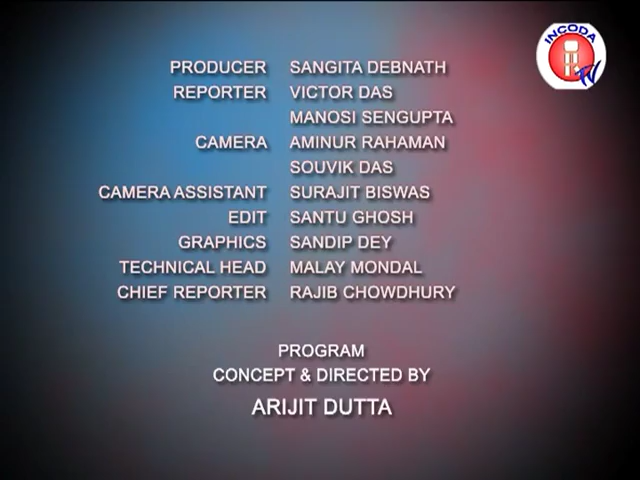 INCODA
TV
PRODUCER SANGITA DEBNATH
REPORTER VICTOR DAS
MANOSI SENGUPTA
CAMERA AMINUR RAHAMAN
SOUVIK DAS
CAMERA ASSISTANT SURAJIT BISWAS
EDIT SANTU GHOSH
GRAPHICS SANDIP DEY
TECHNICAL HEAD MALAY MONDAL
CHIEF REPORTER RAJIB CHOWDHURY
PROGRAM
CONCEPT & DIRECTED BY
ARIJIT DUTTA